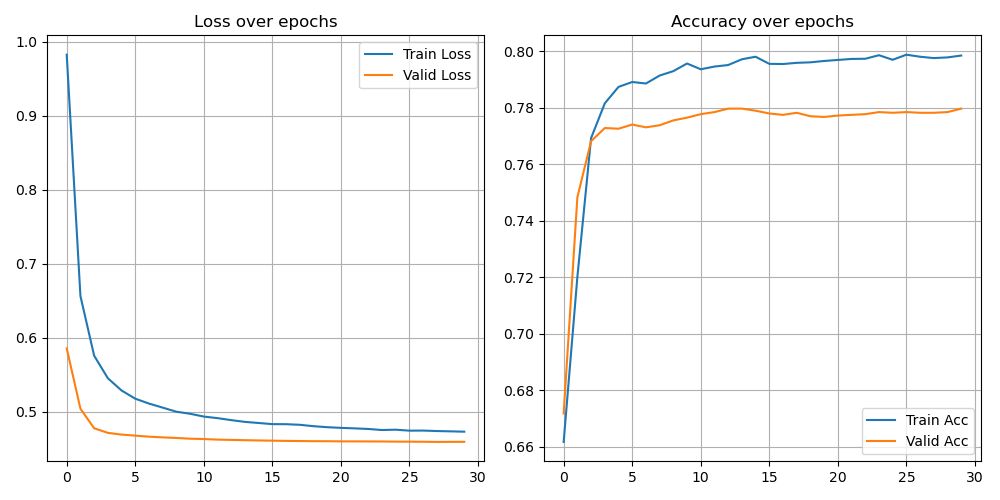 Loss over epochs
1.0
0.9
0.8
0.7
0.6
0.5
0 5 10 15 20 25 30
Train Loss
Valid Loss
Accuracy over epochs
0.80
0.78
0.76
0.74
0.72
0.70
0.68
0.66
0 5 10 15 20 25 30
Train Acc
Valid Acc